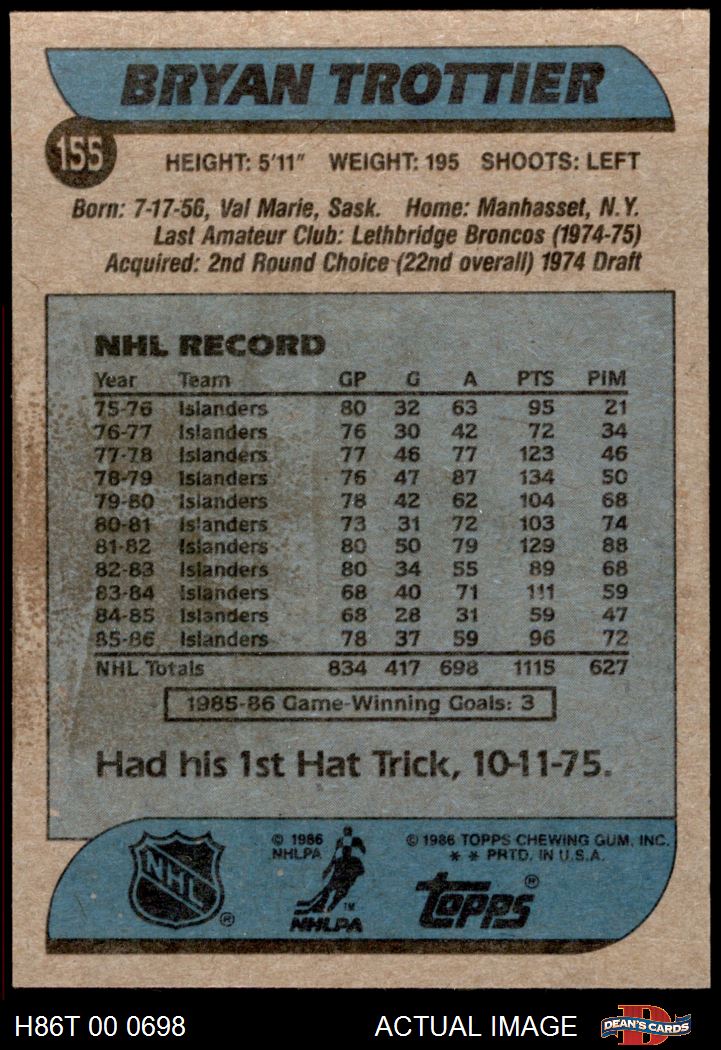 BRYAN TROTTIER
155
HEIGHT: 5'11" WEIGHT: 195 SHOOTS: LEFT
Born: 7-17-56, Val Marie, Sask. Home: Manhasset, N.Y.
Last Amateur Club: Lethbridge Broncos (1974-75)
Acquired: 2nd Round Choice (22nd overall) 1974 Draft
NHL RECORD
Year Team GP G A PTS PIM
75-76 Islanders 80 32 63 95 21
76-77 Islanders 76 30 42 72 34
77-78 Islanders 77 46 77 123 46
78-79 Islanders 76 47 87 134 50
79-80 Islanders 78 42 62 104 68
80-81 Islanders 73 31 72 103 74
81-82 Islanders 80 50 79 129 88
82-83 Islanders 80 34 55 89 68
83-84 Islanders 68 40 71 111 59
84-85 Islanders 68 28 31 59 47
85-86 Islanders 78 37 59 96 72
NHL Totals 834 417 698 1115 627
1985-86 Game-Winning Goals: 3
Had his 1st Hat Trick, 10-11-75.
© 1986
NHLPA
© 1986 TOPPS CHEWING GUM, INC.
* * PRTD. IN U.S.A.
NHL ®
TM
NHLPA
Topps ®
H86T 00 0698 ACTUAL IMAGE
D
DEAN'S CARDS